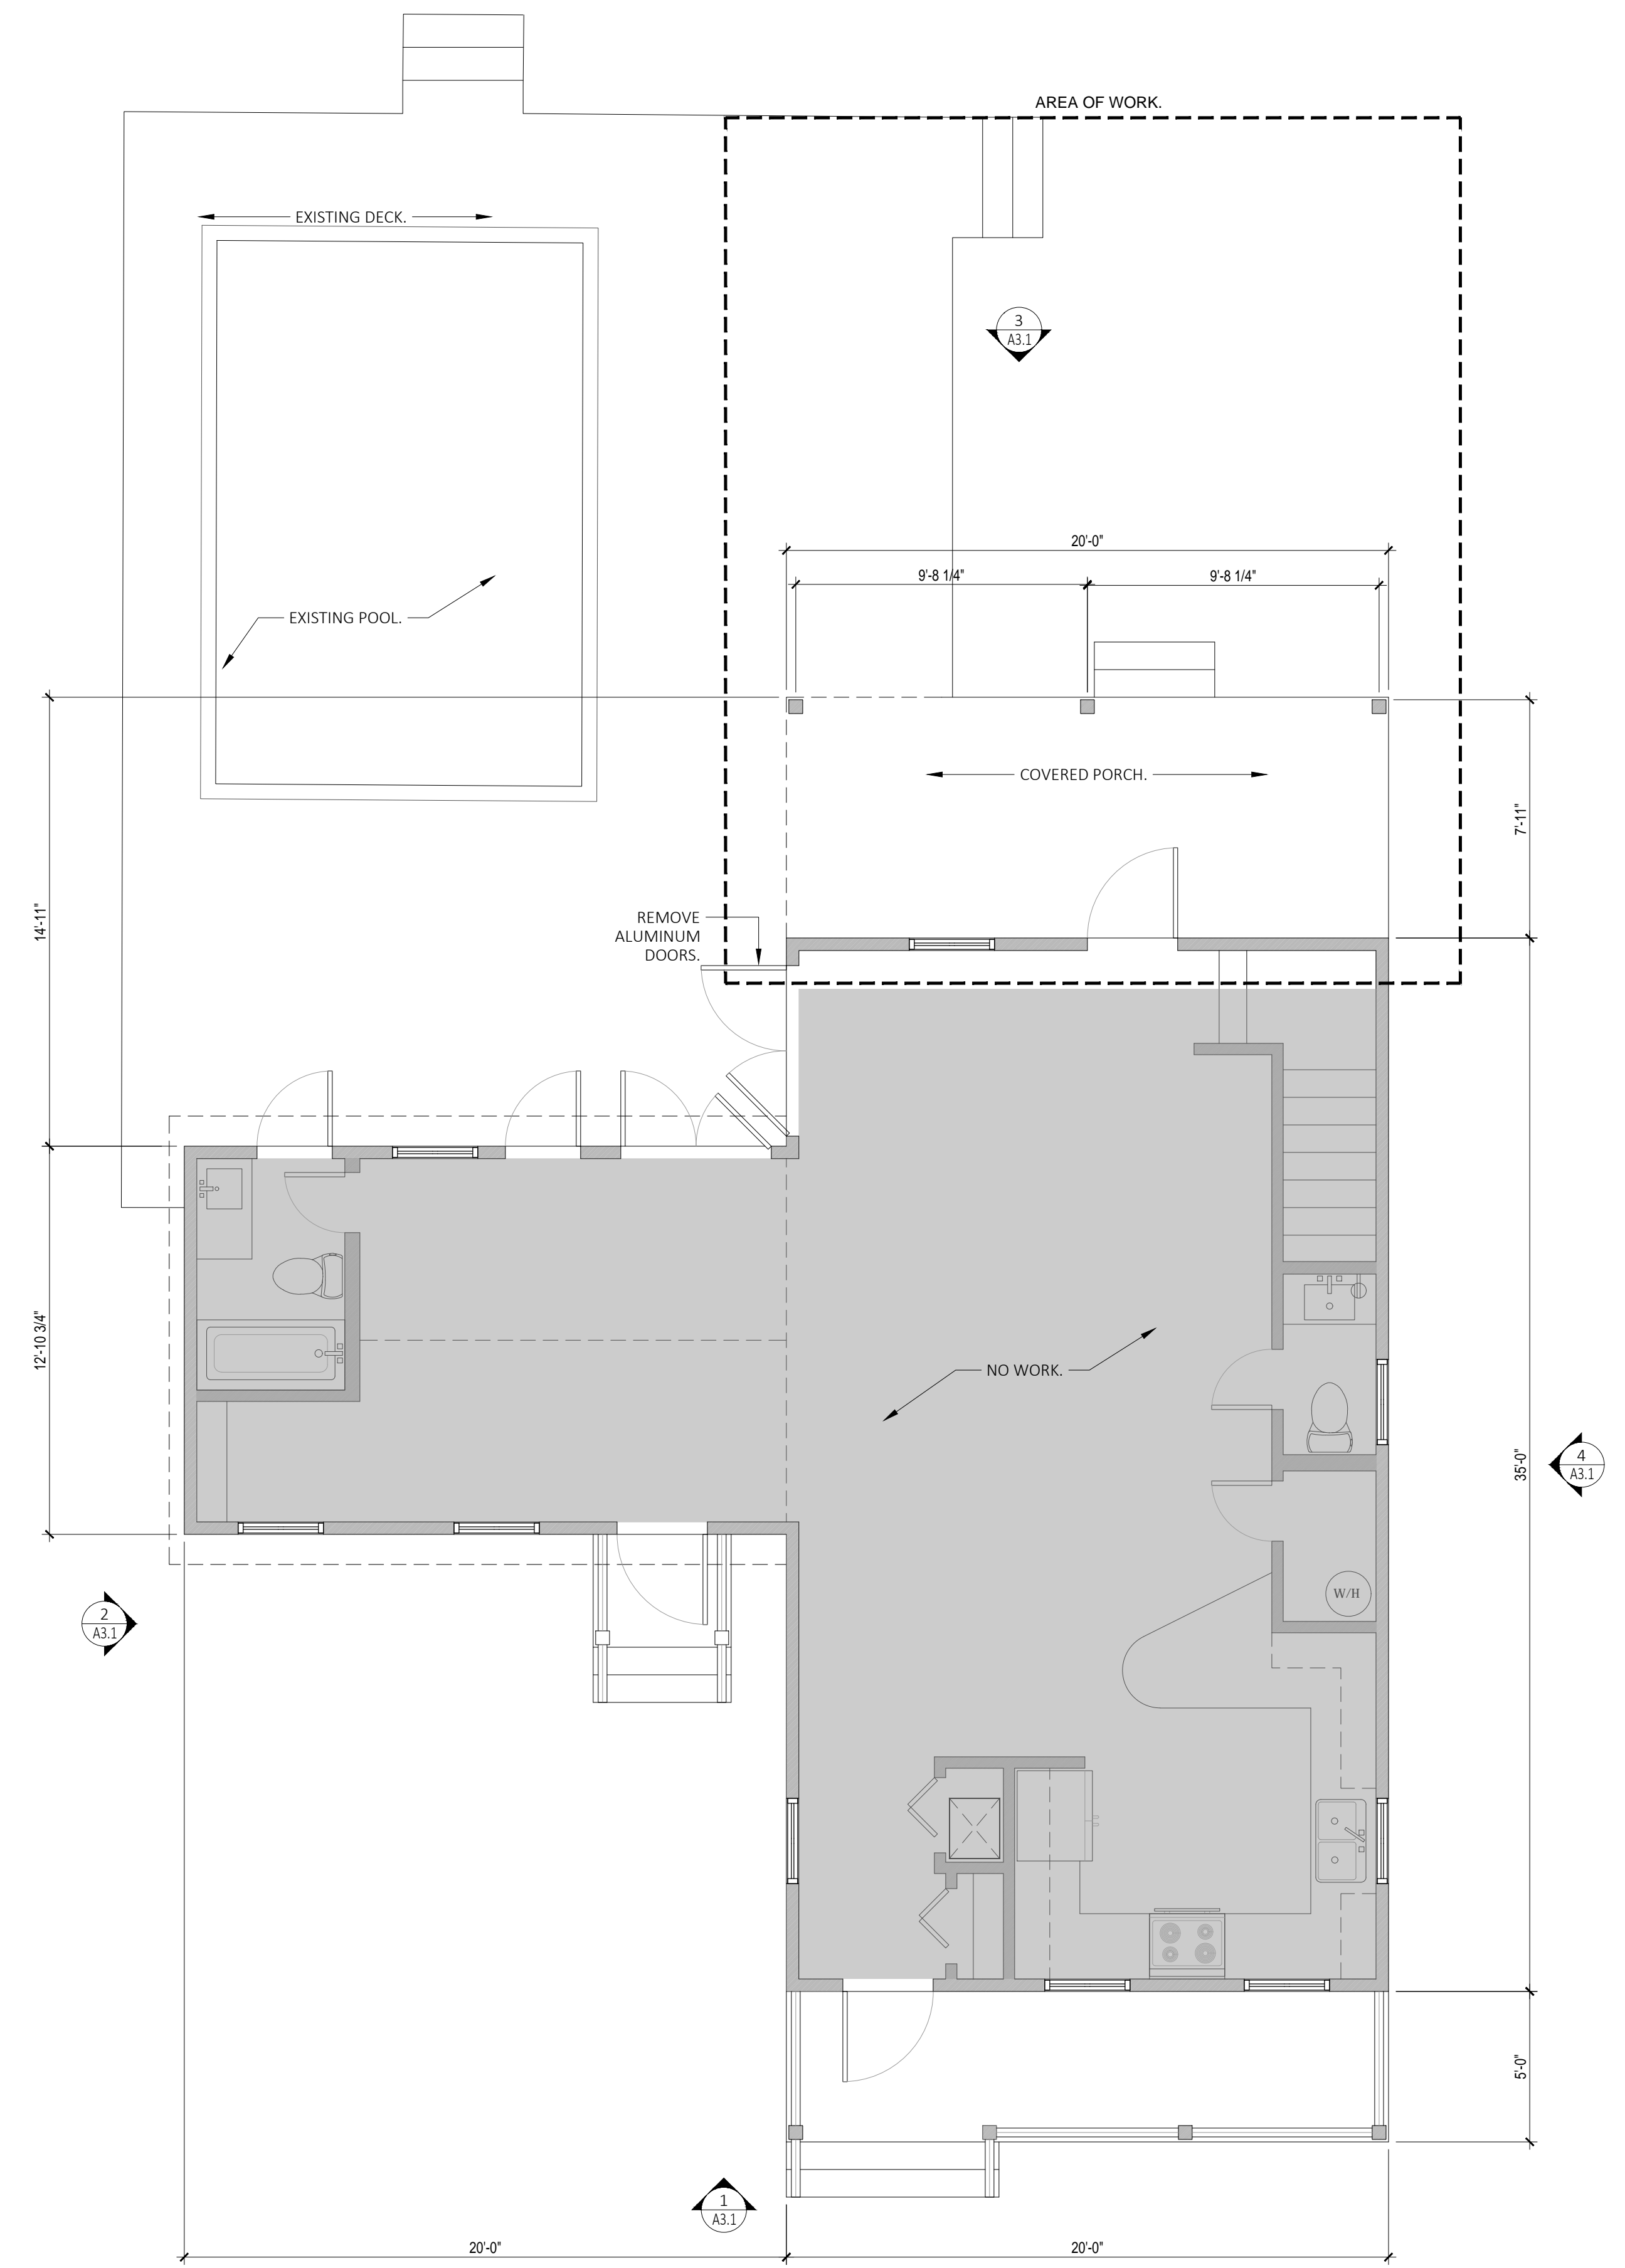 AREA OF WORK.
EXISTING DECK.
3
A3.1
20'-0"
9'-8 1/4"
9'-8 1/4"
EXISTING POOL.
COVERED PORCH.
7'-11"
14'-11"
REMOVE
ALUMINUM
DOORS.
12'-10 3/4"
NO WORK.
35'-0"
4
A3.1
W/H
2
A3.1
5'-0"
1
A3.1
20'-0"
20'-0"